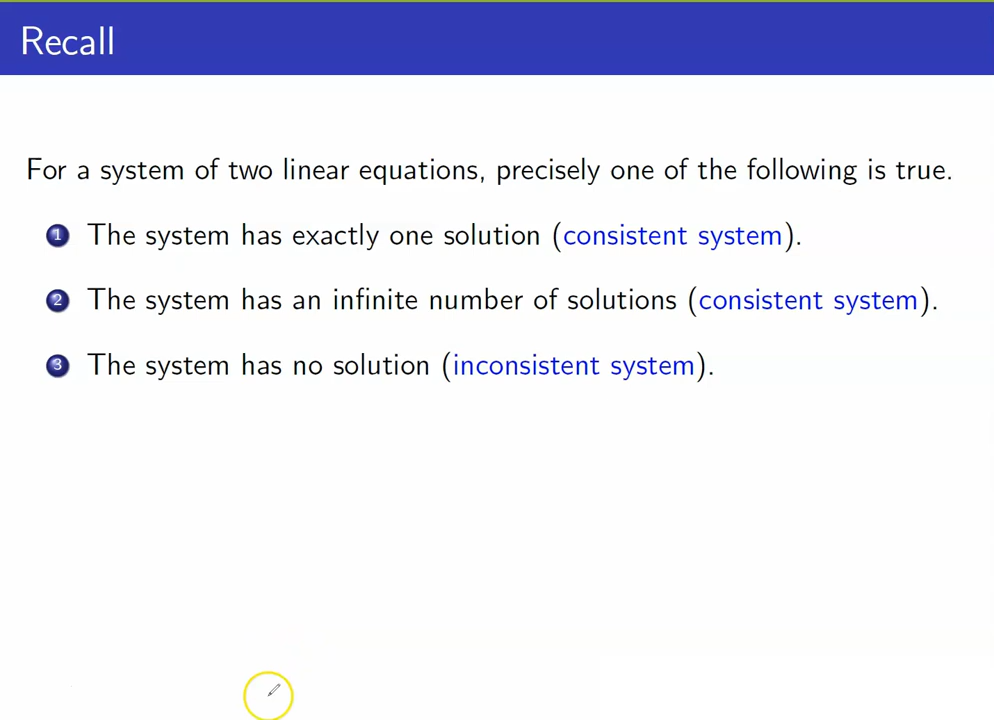 Recall
For a system of two linear equations, precisely one of the following is true.
1 The system has exactly one solution (consistent system).
2 The system has an infinite number of solutions (consistent system).
3 The system has no solution (inconsistent system).